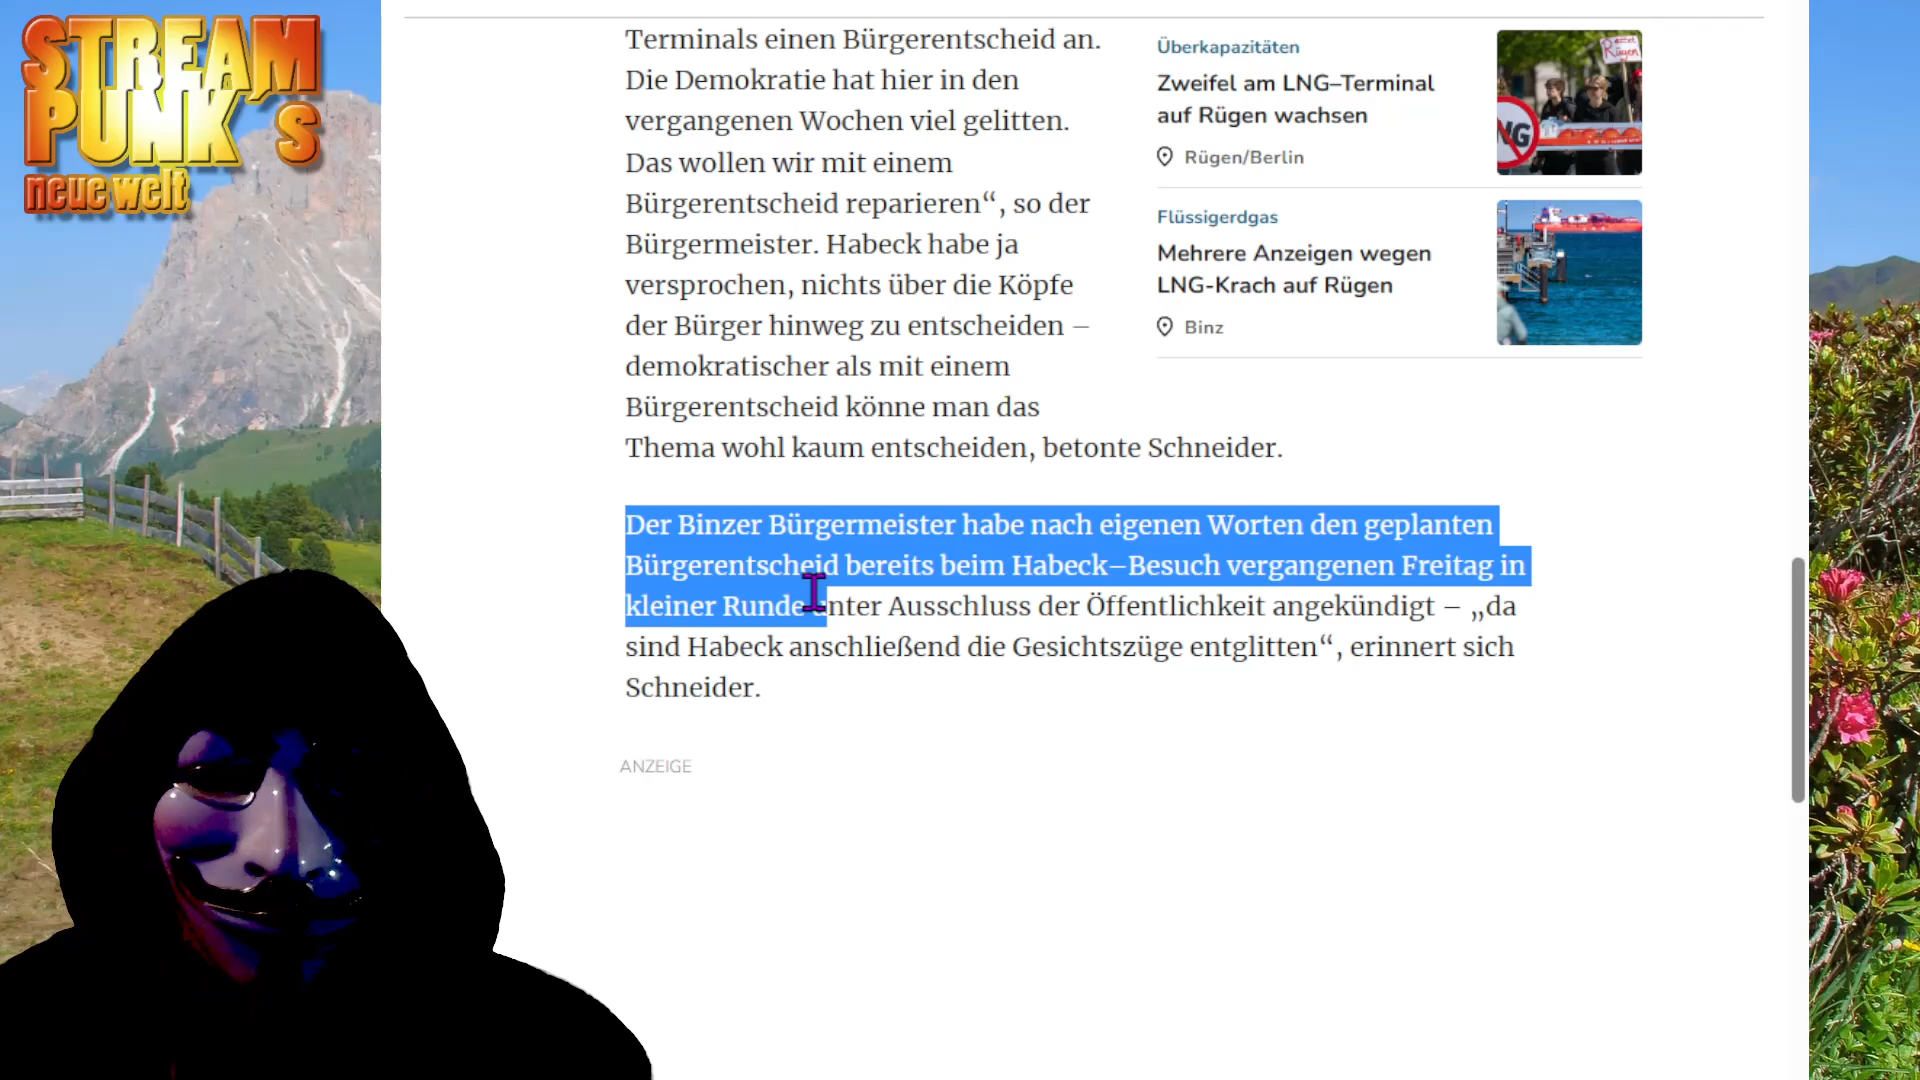 STREAM
PUNK´s
neue welt
Terminals einen Bürgerentscheid an.
Die Demokratie hat hier in den
vergangenen Wochen viel gelitten.
Das wollen wir mit einem
Bürgerentscheid reparieren“, so der
Bürgermeister. Habeck habe ja
versprochen, nichts über die Köpfe
der Bürger hinweg zu entscheiden –
demokratischer als mit einem
Bürgerentscheid könne man das
Thema wohl kaum entscheiden, betonte Schneider.
Der Binzer Bürgermeister habe nach eigenen Worten den geplanten
Bürgerentscheid bereits beim Habeck–Besuch vergangenen Freitag in
kleiner Runde unter Ausschluss der Öffentlichkeit angekündigt – „da
sind Habeck anschließend die Gesichtszüge entglitten“, erinnert sich
Schneider.
ANZEIGE
Überkapazitäten
Zweifel am LNG–Terminal
auf Rügen wachsen
Rügen/Berlin
Rügen
NG
Flüssigerdgas
Mehrere Anzeigen wegen
LNG-Krach auf Rügen
Binz